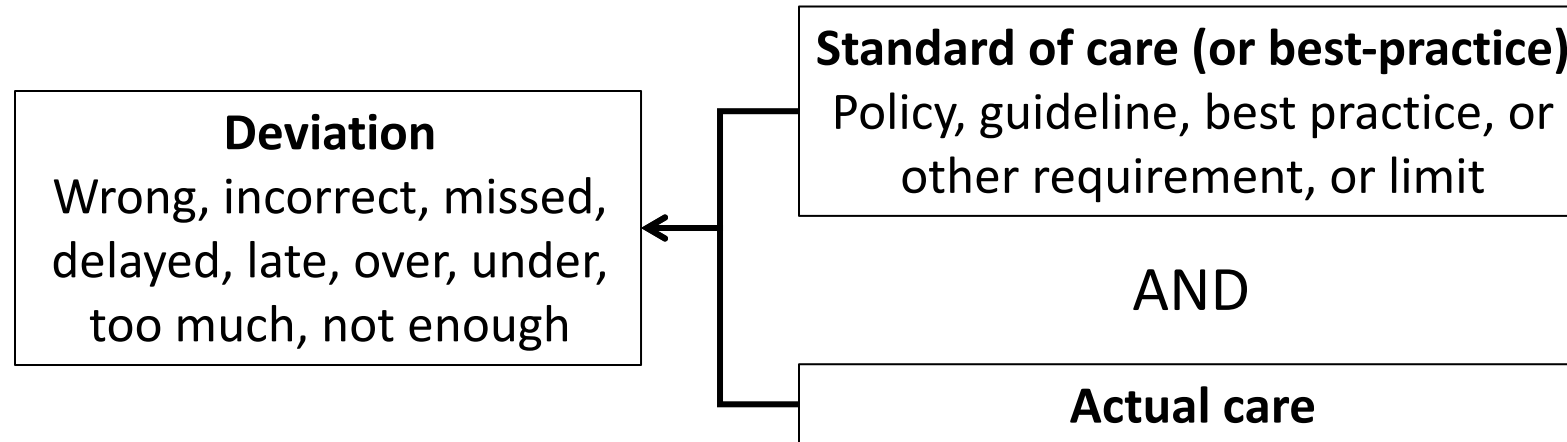 Deviation
Wrong, incorrect, missed,
delayed, late, over, under,
too much, not enough
Standard of care (or best-practice)
Policy, guideline, best practice, or
other requirement, or limit
AND
Actual care